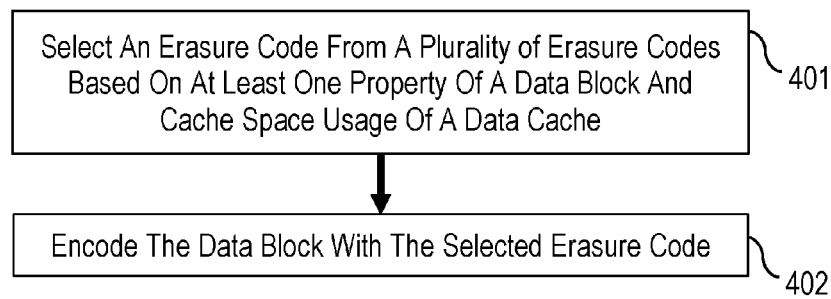 Select An Erasure Code From A Plurality of Erasure Codes
Based On At Least One Property Of A Data Block And
Cache Space Usage Of A Data Cache
401
Encode The Data Block With The Selected Erasure Code
402